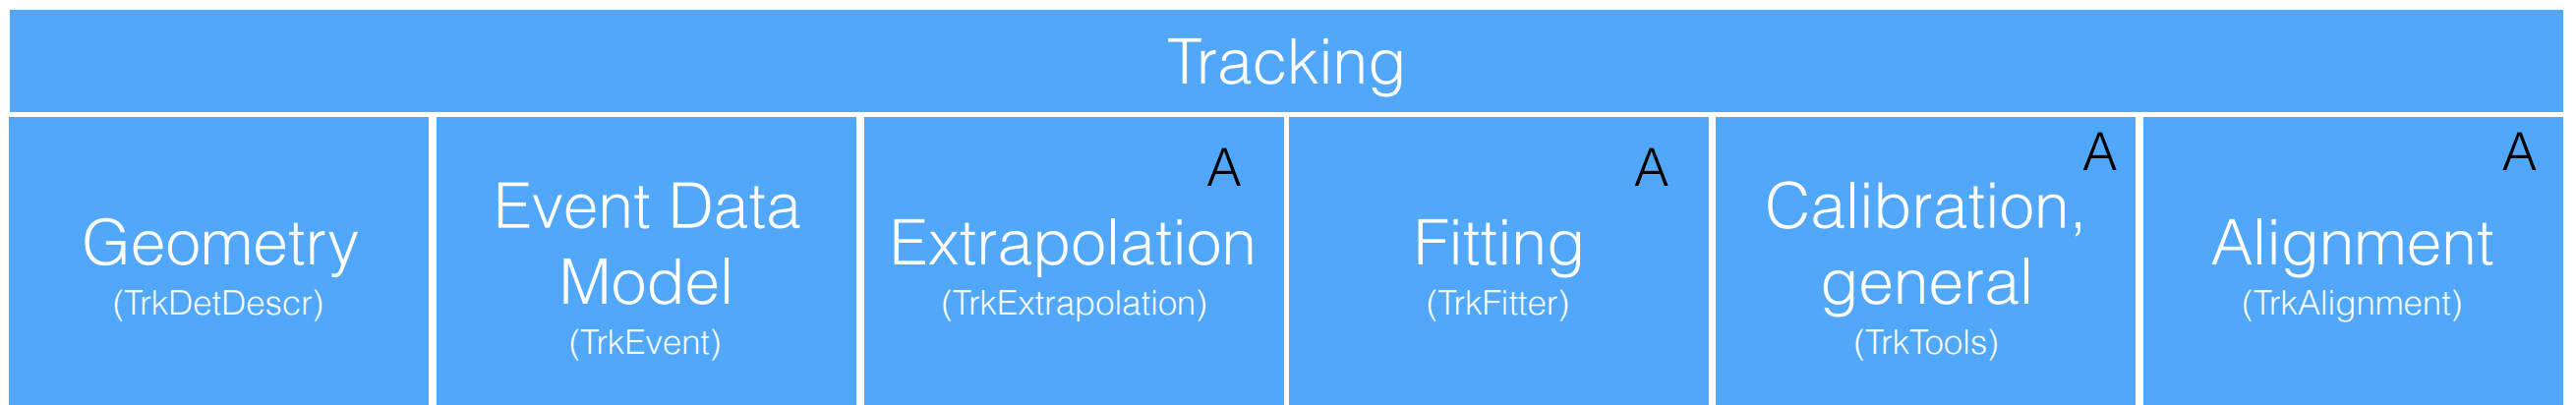 Tracking
Geometry
(TrkDetDescr)
Event Data
Model
(TrkEvent)
A
Extrapolation
(TrkExtrapolation)
A
Fitting
(TrkFitter)
A
Calibration,
general
(TrkTools)
A
Alignment
(TrkAlignment)